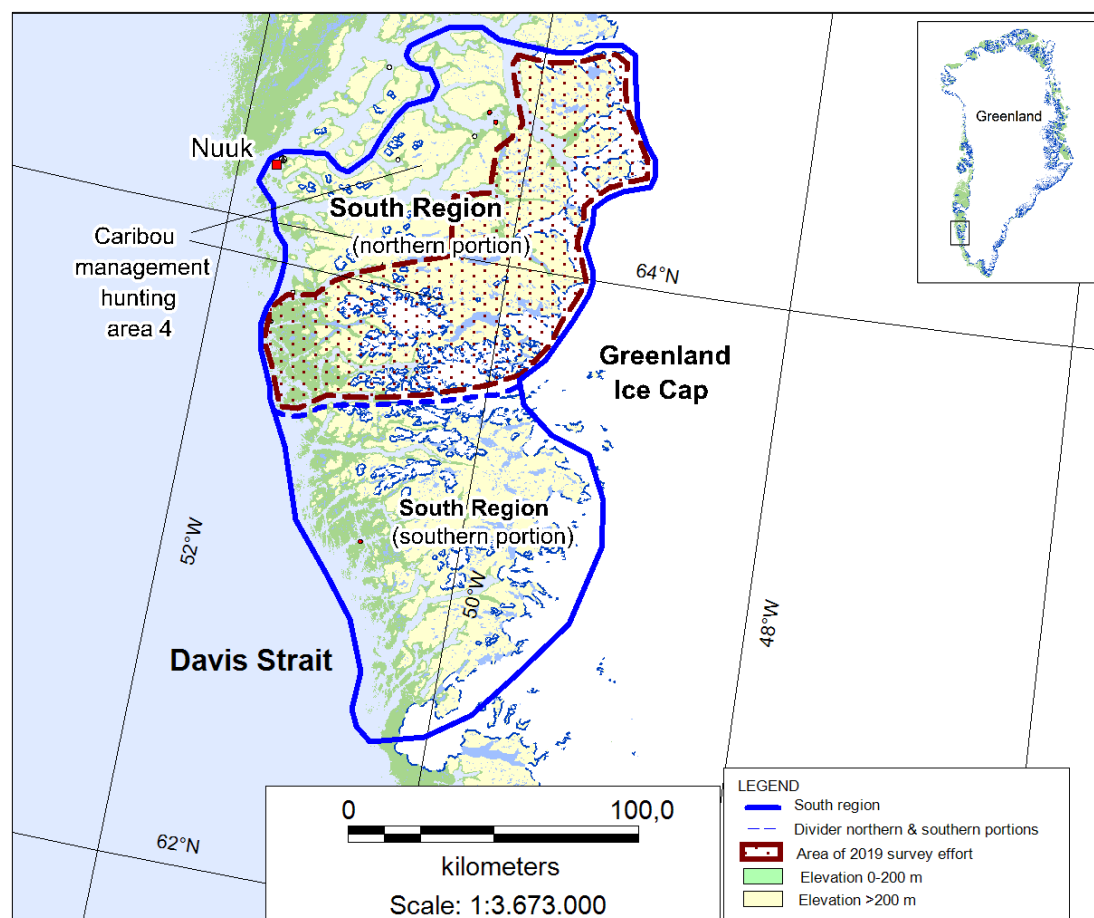 Greenland
Nuuk
South Region
(northern portion)
Caribou
management
hunting
area 4
64°N
Greenland
Ice Cap
South Region
(southern portion)
52°W
50°W
48°W
Davis Strait
62°N
0 100,0
kilometers
Scale: 1:3.673.000
LEGEND
South region
Divider northern & southern portions
Area of 2019 survey effort
Elevation 0-200 m
Elevation >200 m